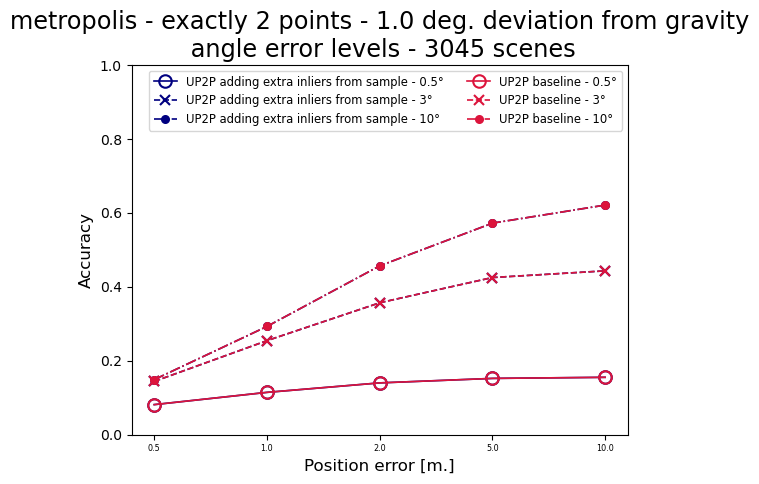 metropolis - exactly 2 points - 1.0 deg. deviation from gravity
angle error levels - 3045 scenes
UP2P adding extra inliers from sample - 0.5°
UP2P adding extra inliers from sample - 3°
UP2P adding extra inliers from sample - 10°
UP2P baseline - 0.5°
UP2P baseline - 3°
UP2P baseline - 10°
1.0
0.8
0.6
0.4
0.2
0.0
Accuracy
0.5 1.0 2.0 5.0 10.0
Position error [m.]